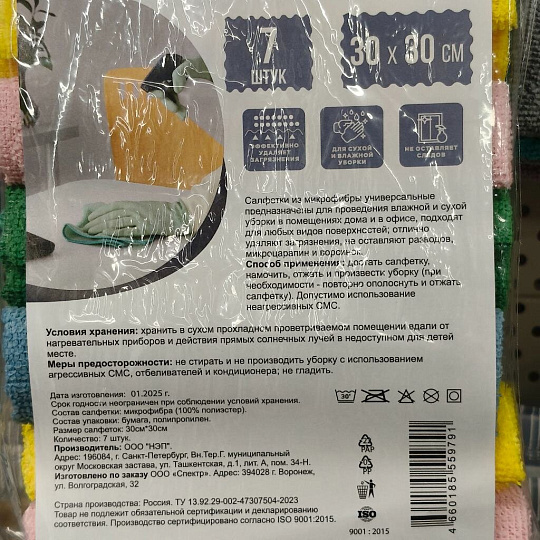 7
ШТУК
30 x 30 СМ
ЭФФЕКТИВНО
УДАЛЯЕТ
ЗАГРЯЗНЕНИЯ
ДЛЯ СУХОЙ
И ВЛАЖНОЙ
УБОРКИ
НЕ ОСТАВЛЯЕТ
СЛЕДОВ
Салфетки из микрофибры универсальные
предназначены для проведения влажной и сухой
уборки в помещениях дома и в офисе, подходят
для любых видов поверхностей; отлично
удаляют загрязнения, не оставляют разводов,
микроцарапин и ворсинок.
Способ применения: достать салфетку,
намочить, отжать и произвести уборку (при
необходимости - повторно ополоснуть и отжать
салфетку). Допустимо использование
неагрессивных СМС.
Условия хранения: хранить в сухом прохладном проветриваемом помещении вдали от
нагревательных приборов и действия прямых солнечных лучей в недоступном для детей
месте.
Меры предосторожности: не стирать и не производить уборку с использованием
агрессивных СМС, отбеливателей и кондиционера; не гладить.
Дата изготовления: 01.2025 г.
Срок годности неограничен при соблюдении условий хранения.
Состав салфетки: микрофибра (100% полиэстер).
Состав упаковки: бумага, полипропилен.
Размер салфетки: 30см*30см
Количество: 7 штук.
Производитель: ООО "НЭП".
Адрес: 196084, г. Санкт-Петербург, Вн.Тер.Г. муниципальный
округ Московская застава, ул. Ташкентская, д.1, лит. А, пом. 34-Н.
Изготовлено по заказу ООО «Спектр». Адрес: 394028 г. Воронеж,
ул. Волгоградская, 32
Страна производства: Россия. ТУ 13.92.29-002-47307504-2023
Товар не подлежит обязательной сертификации и декларированию
соответствия. Производство сертифицировано согласно ISO 9001:2015.
30°
PAP
PP
ISO
9001 : 2015
4 660185 559791